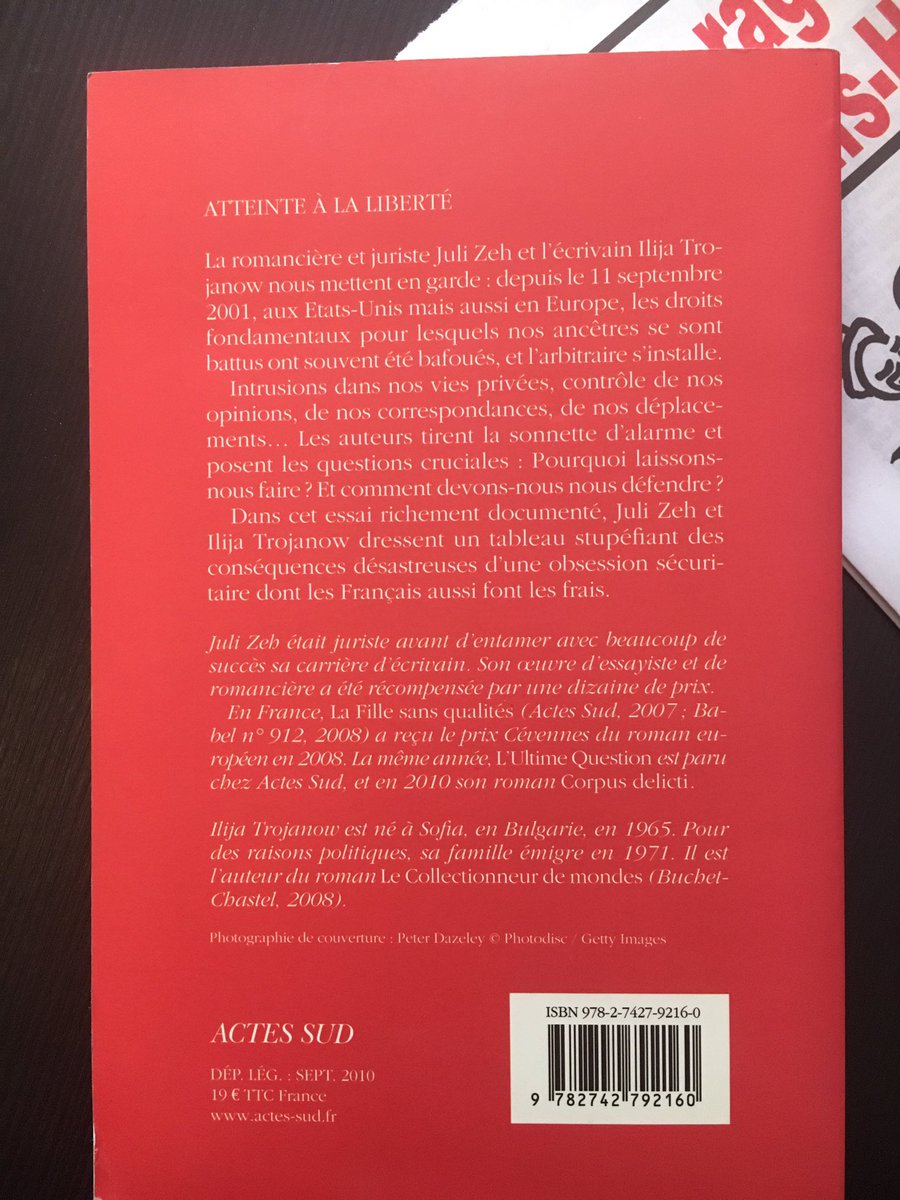 rag
ns.H
ATTEINTE À LA LIBERTÉ
La romancière et juriste Juli Zeh et l'écrivain Ilija Tro-
janow nous mettent en garde : depuis le 11 septembre
2001, aux Etats-Unis mais aussi en Europe, les droits
fondamentaux pour lesquels nos ancêtres se sont
battus ont souvent été bafoués, et l'arbitraire s'installe.
Intrusions dans nos vies privées, contrôle de nos
opinions, de nos correspondances, de nos déplace-
ments… Les auteurs tirent la sonnette d'alarme et
posent les questions cruciales : Pourquoi laissons-
nous faire ? Et comment devons-nous nous défendre ?
Dans cet essai richement documenté, Juli Zeh et
Ilija Trojanow dressent un tableau stupéfiant des
conséquences désastreuses d'une obsession sécuri-
taire dont les Français aussi font les frais.
Juli Zeh était juriste avant d'entamer avec beaucoup de
succès sa carrière d'écrivain. Son œuvre d'essayiste et de
romancière a été récompensée par une dizaine de prix.
En France, La Fille sans qualités (Actes Sud, 2007 ; Ba-
bel n° 912, 2008) a reçu le prix Cévennes du roman eu-
ropéen en 2008. La même année, L'Ultime Question est paru
chez Actes Sud, et en 2010 son roman Corpus delicti.
Ilija Trojanow est né à Sofia, en Bulgarie, en 1965. Pour
des raisons politiques, sa famille émigre en 1971. Il est
l'auteur du roman Le Collectionneur de mondes (Buchet-
Chastel, 2008).
Photographie de couverture : Peter Dazeley © Photodisc / Getty Images
ACTES SUD
DÉP. LÉG. : SEPT. 2010
19 € TTC France
www.actes-sud.fr
ISBN 978-2-7427-9216-0
9 782742 792160